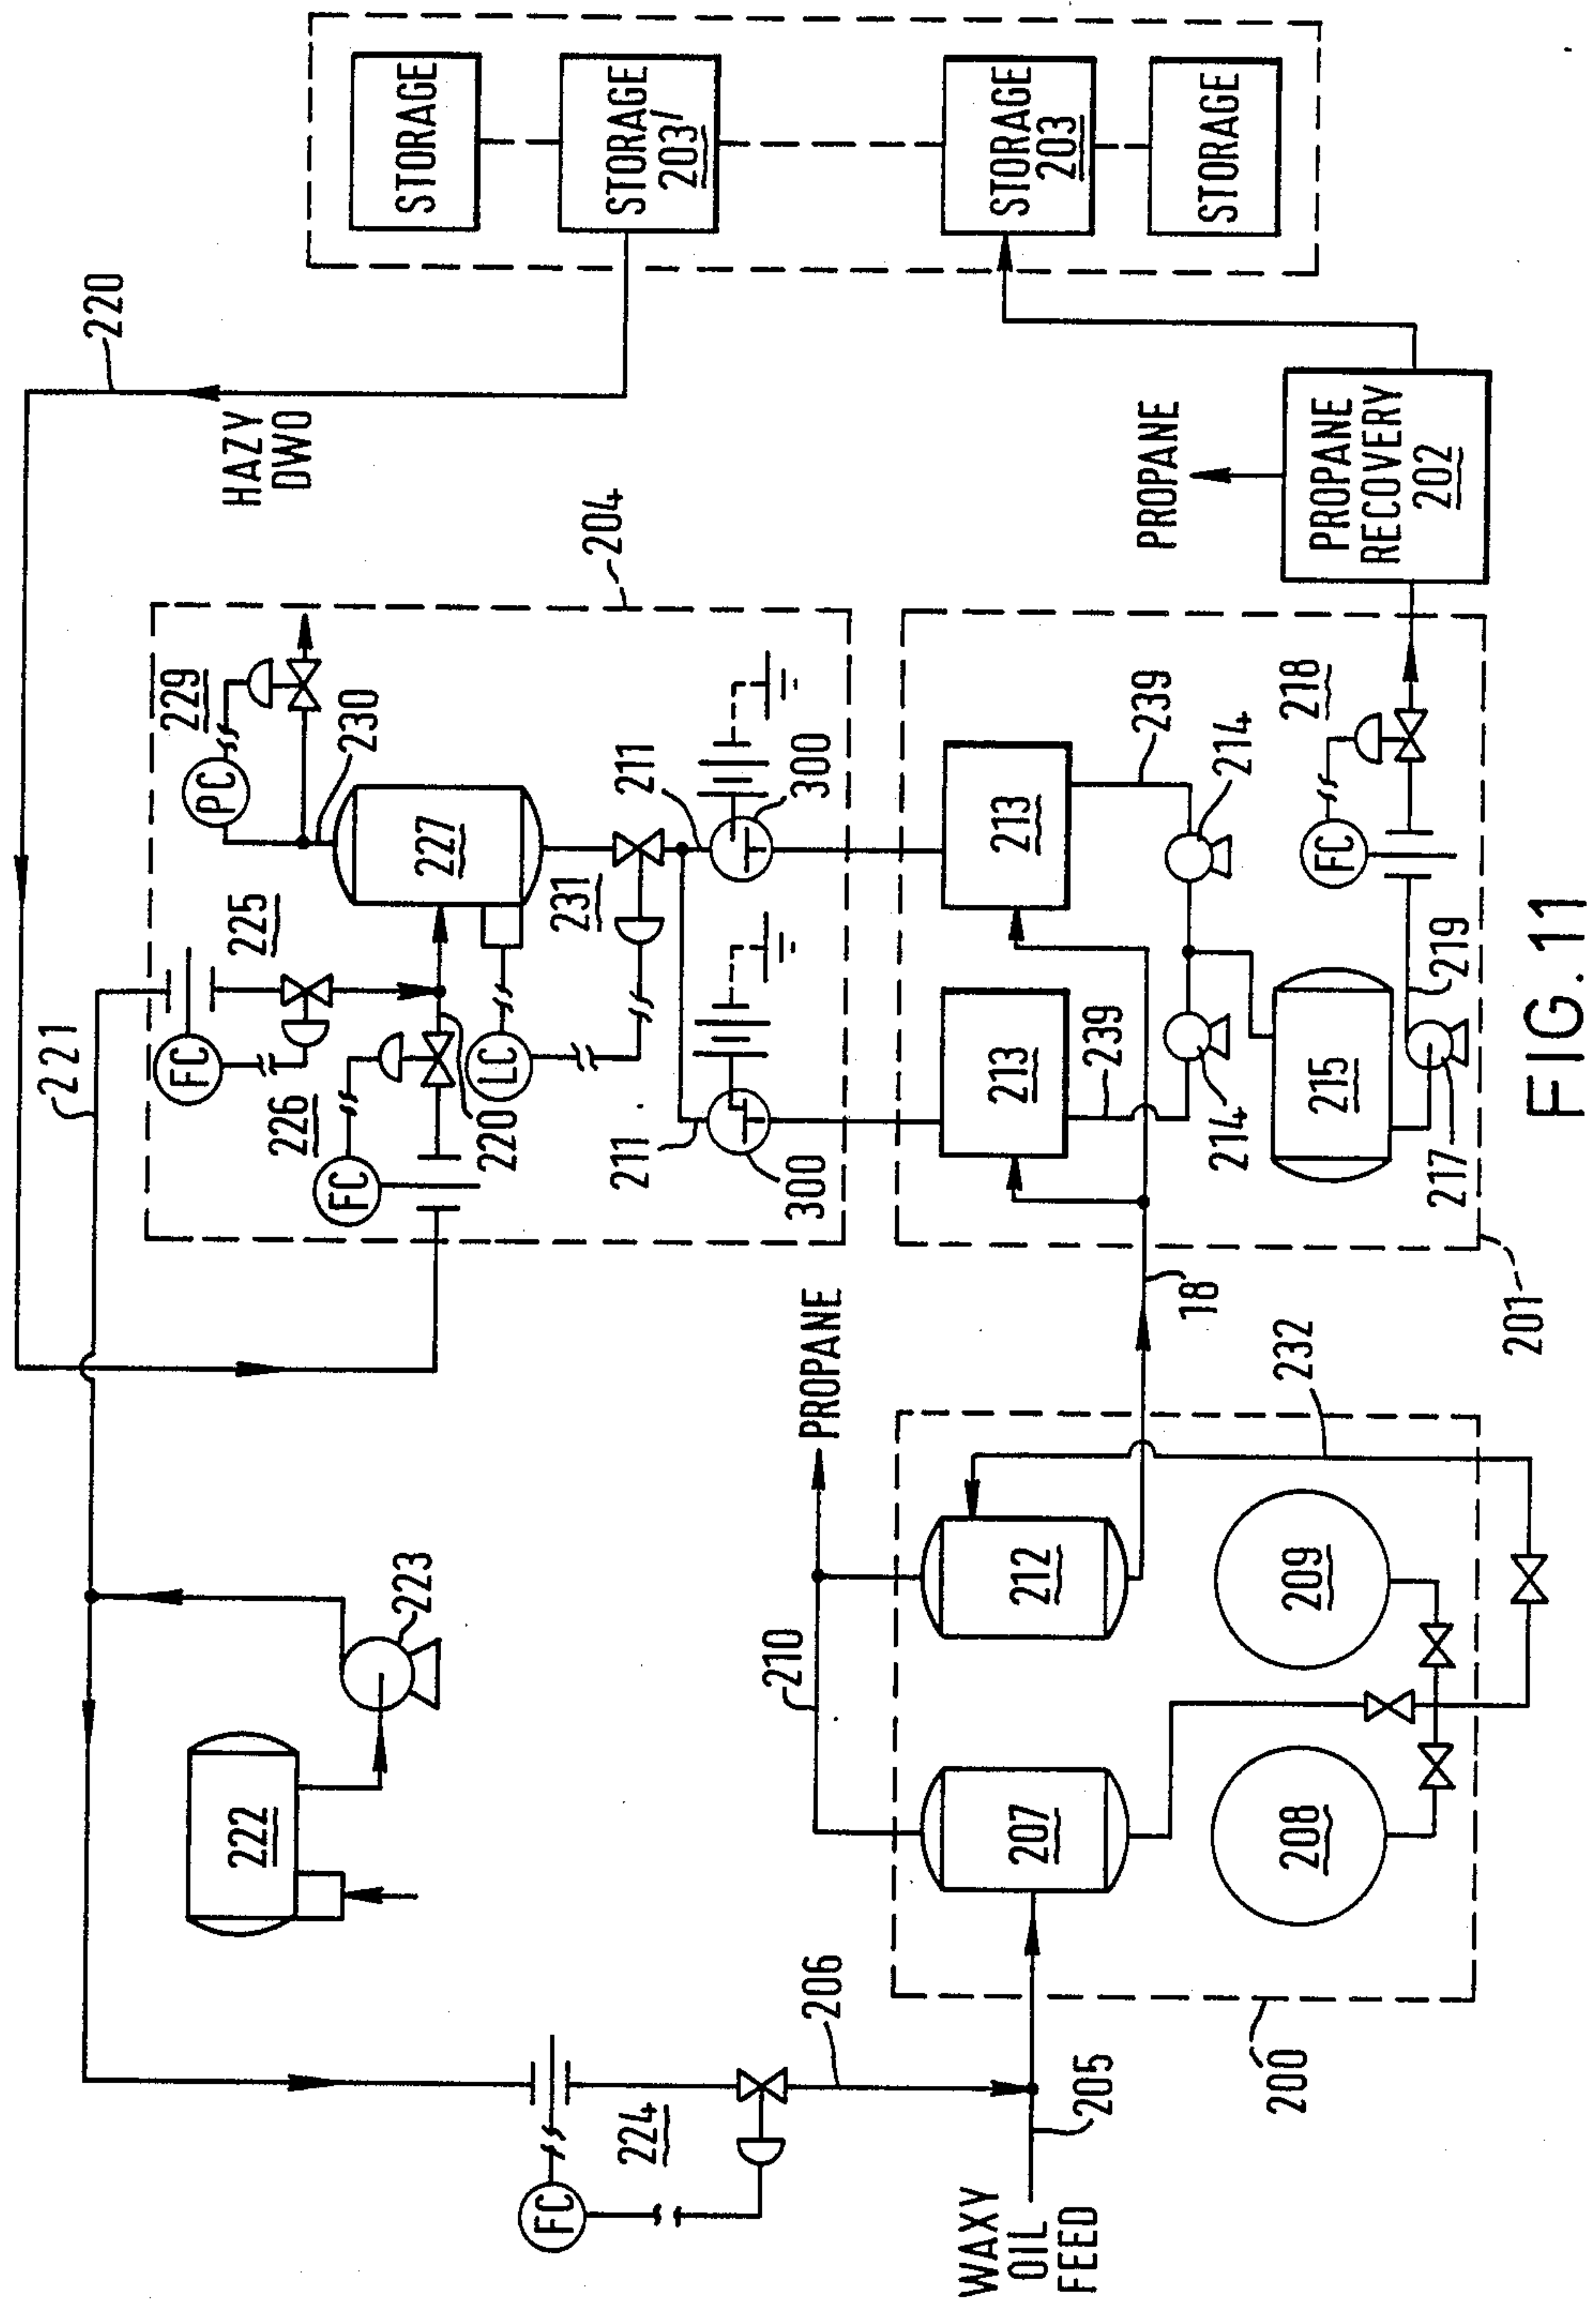 221
220
229
PC
FC
225
HAZY
DWO
222
226
230
FC
223
STORAGE
227
LC
220
FC
231
204
STORAGE
203'
224
211
211
300
300
210
PROPANE
206
WAXY
OIL
FEED
207
212
213
213
STORAGE
203
205
239
239
PROPANE
18
214
214
STORAGE
200
208
209
232
215
FC
218
PROPANE
RECOVERY
202
217
219
201
FIG.11